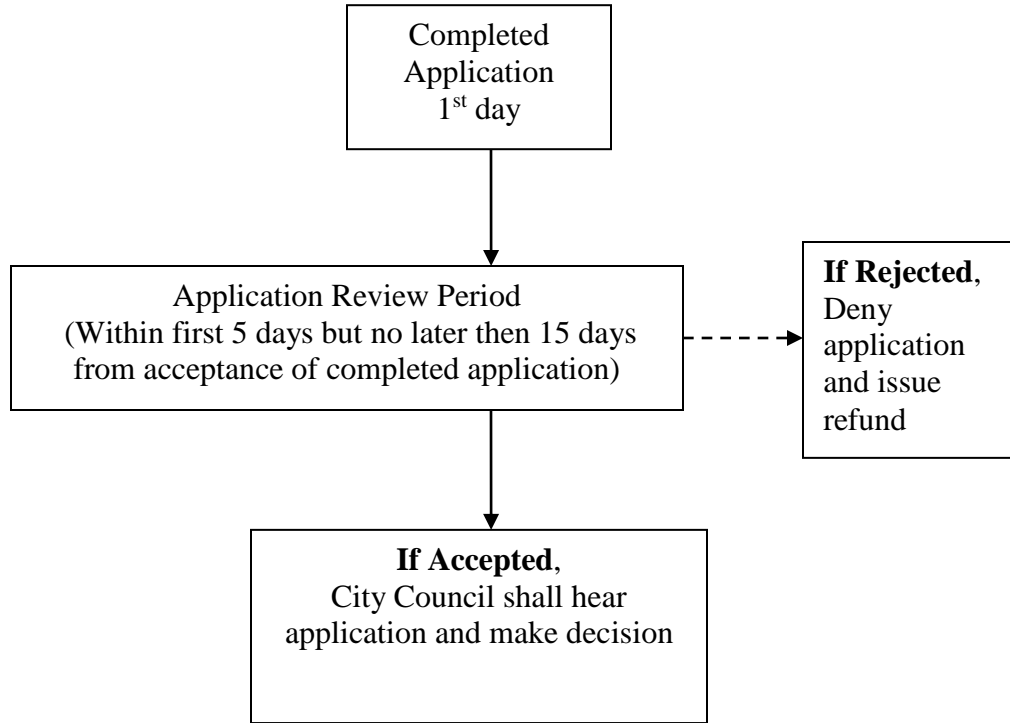 Completed
Application
1st day
Application Review Period
(Within first 5 days but no later then 15 days
from acceptance of completed application)
If Rejected,
Deny
application
and issue
refund
If Accepted,
City Council shall hear
application and make decision